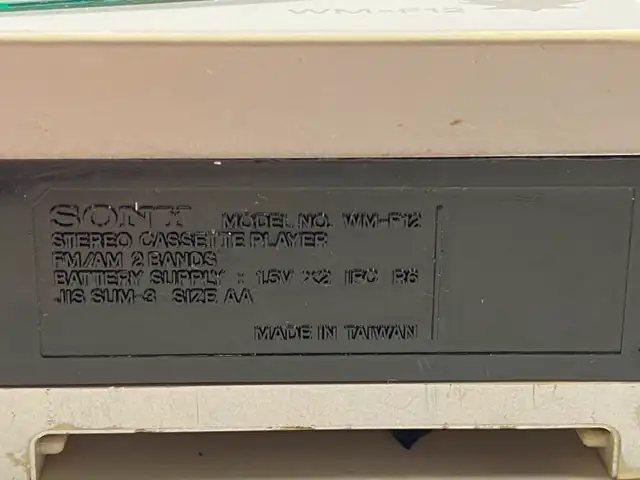 WM-F12
SONY MODEL NO. WM-F12
STEREO CASSETTE PLAYER
FM/AM 2 BANDS
BATTERY SUPPLY : 1.5V ×2 IEC R6
JIS SUM-3 SIZE AA
MADE IN TAIWAN